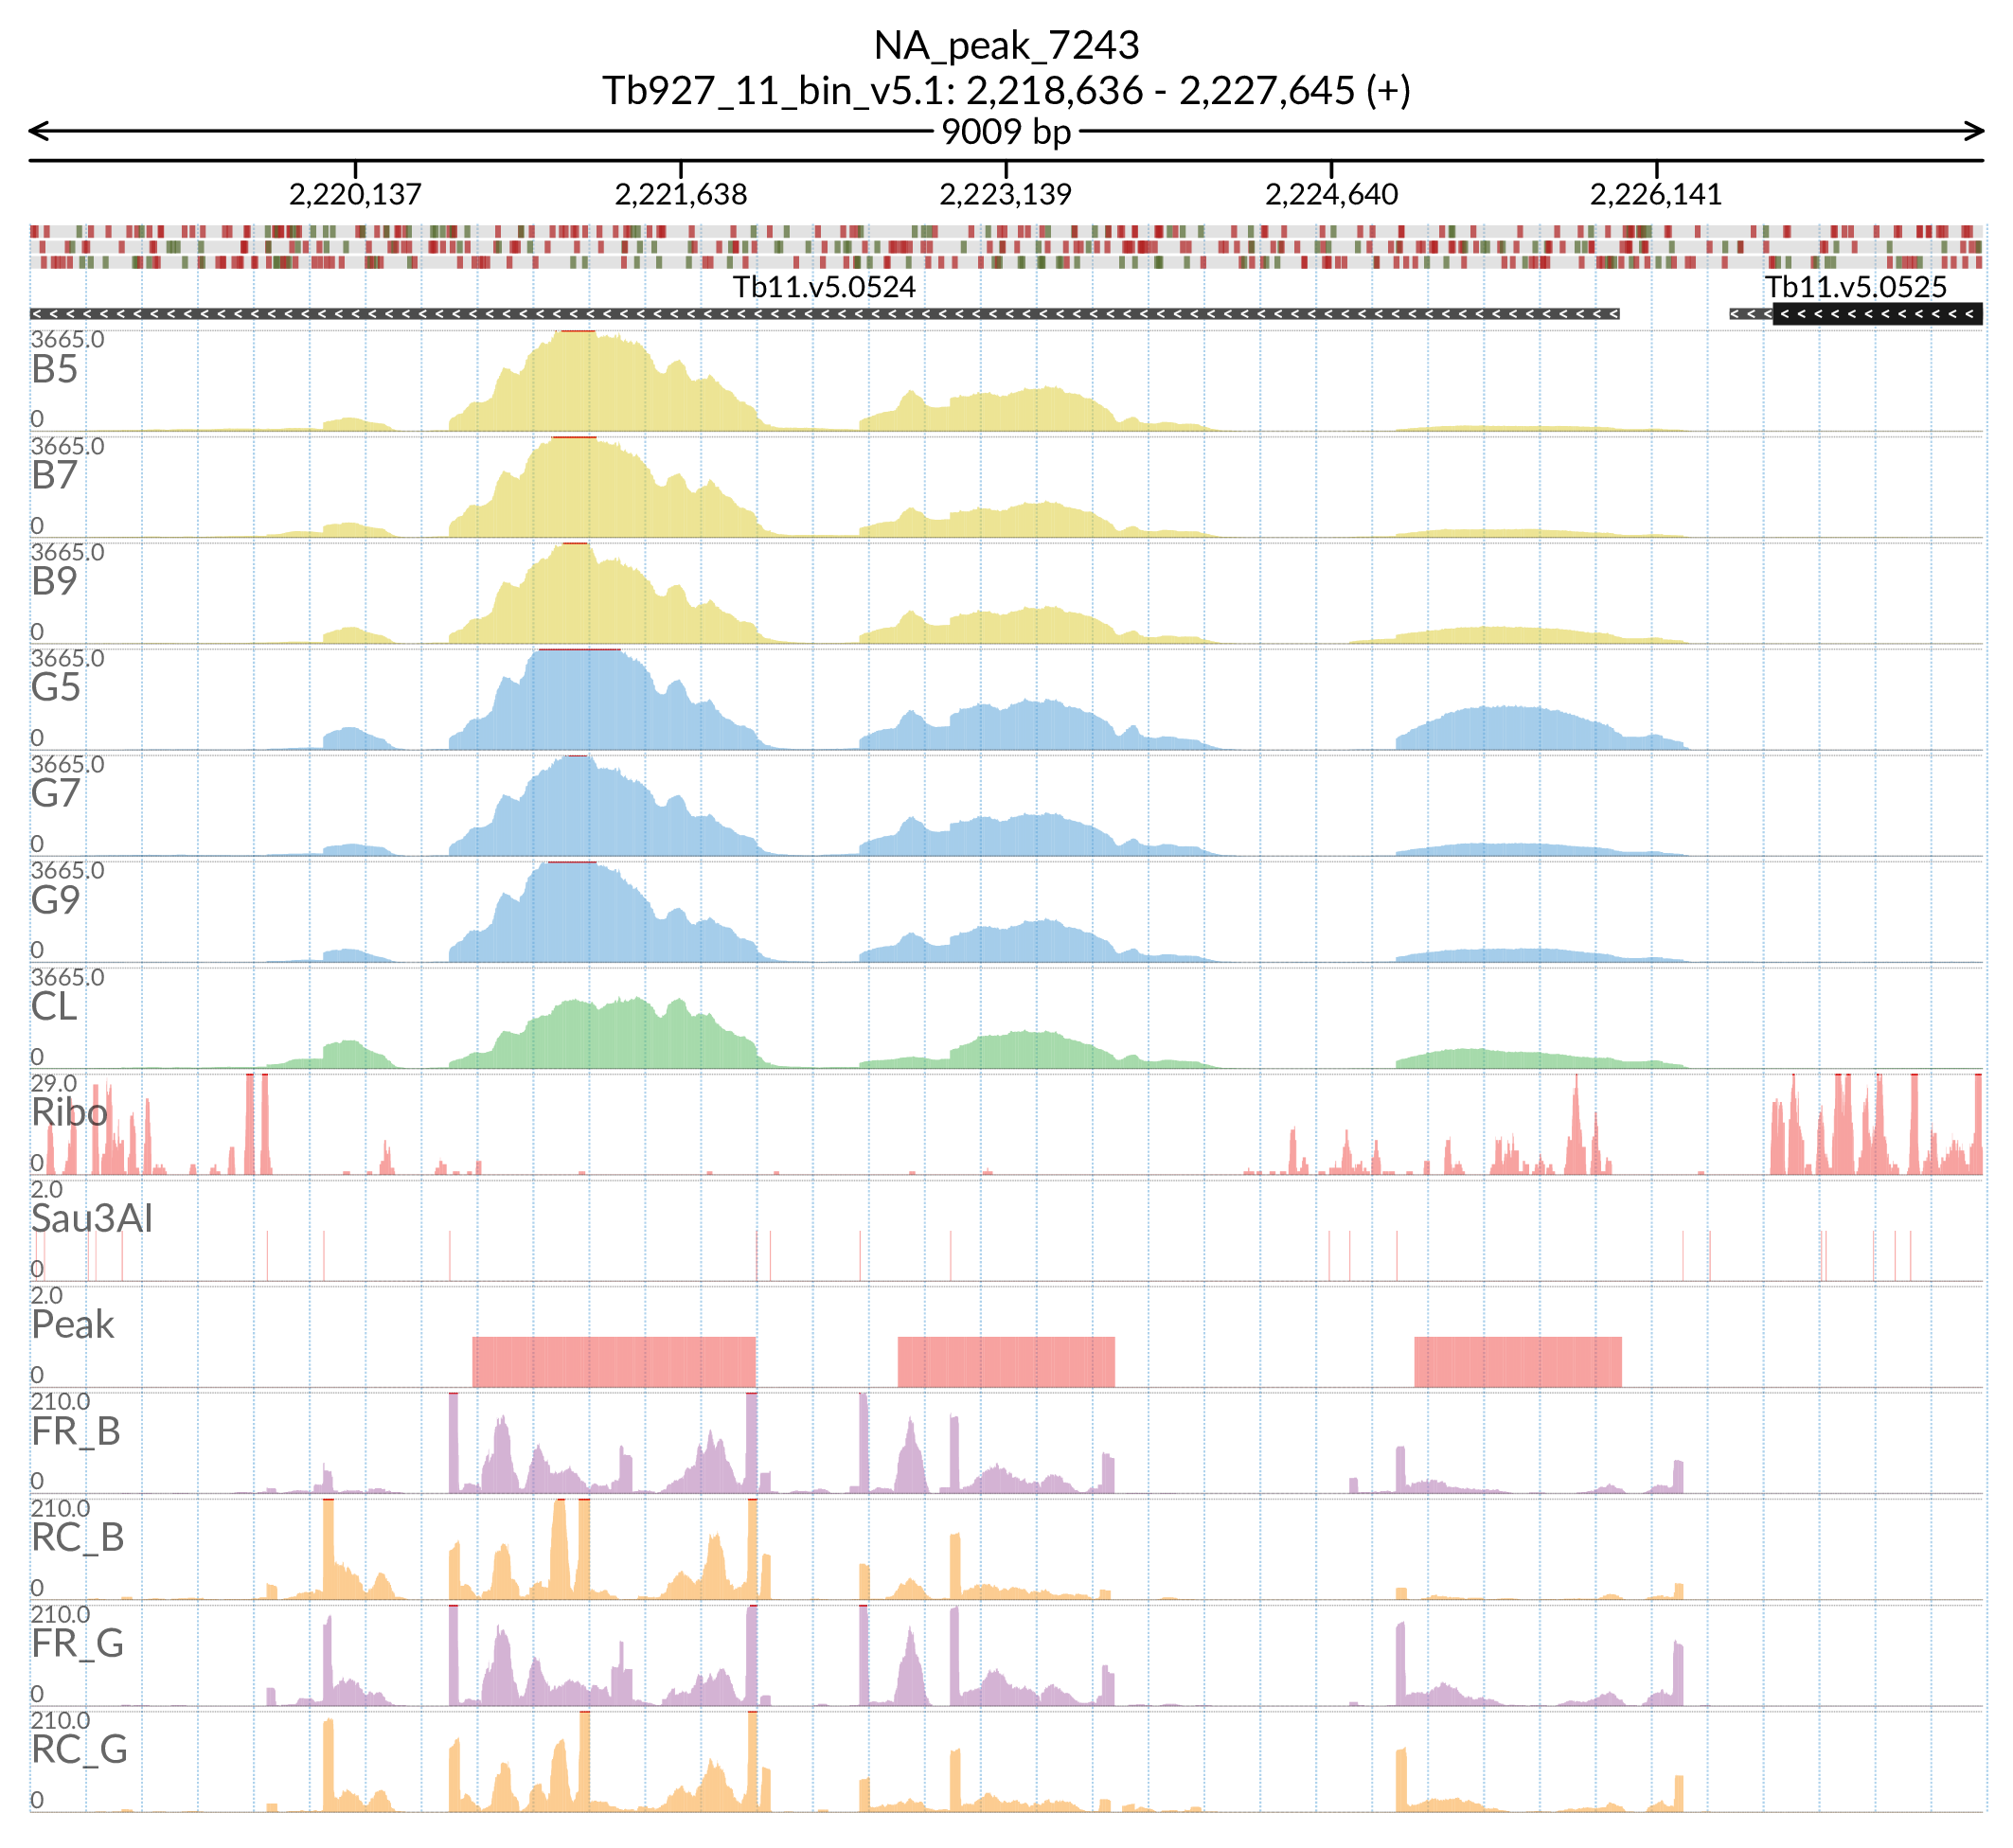 NA_peak_7243
Tb927_11_bin_v5.1: 2,218,636 - 2,227,645 (+)
9009 bp
2,220,137 2,221,638 2,223,139 2,224,640 2,226,141
Tb11.v5.0524 Tb11.v5.0525
3665.0
B5
0
3665.0
B7
0
3665.0
B9
0
3665.0
G5
0
3665.0
G7
0
3665.0
G9
0
3665.0
CL
0
29.0
Ribo
0
2.0
Sau3AI
0
2.0
Peak
0
210.0
FR_B
0
210.0
RC_B
0
210.0
FR_G
0
210.0
RC_G
0